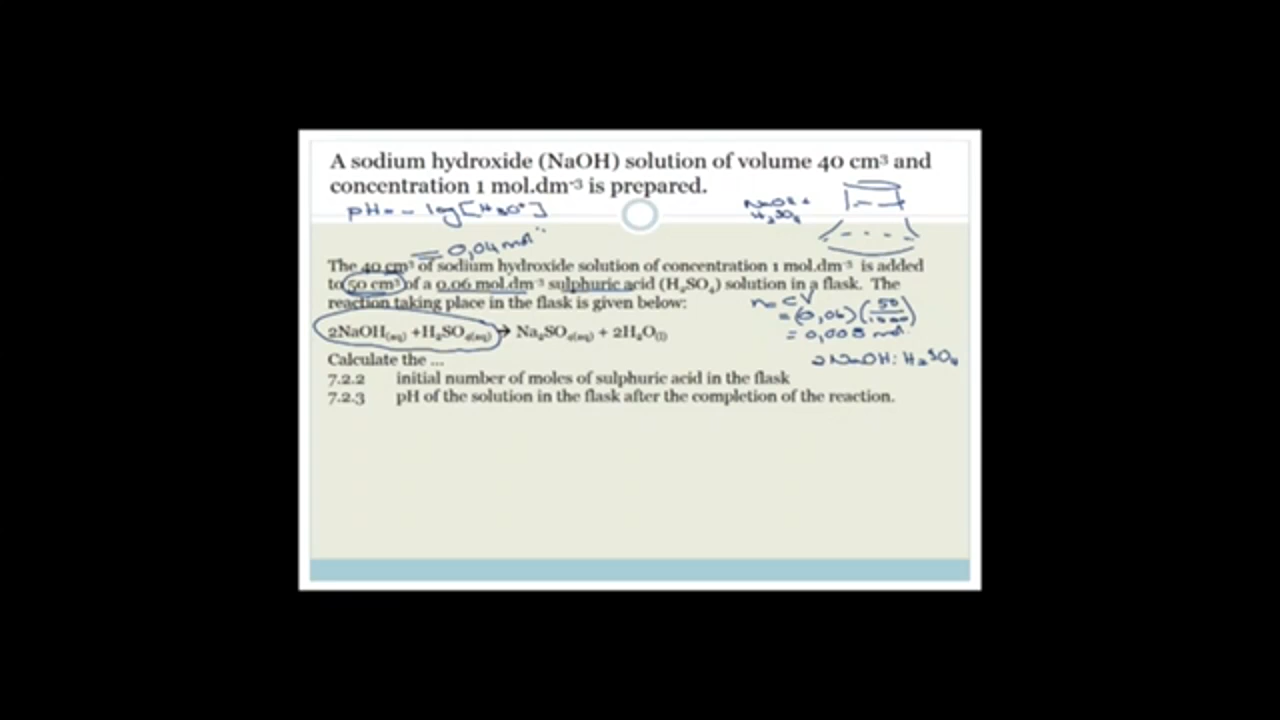 A sodium hydroxide (NaOH) solution of volume 40 cm³ and
concentration 1 mol.dm⁻³ is prepared.
pH = - log[H₃O⁺]
NaOH +
H₂SO₄
= 0,04 mol
The 40 cm³ of sodium hydroxide solution of concentration 1 mol.dm⁻³ is added
to 50 cm³ of a 0.06 mol.dm⁻³ sulphuric acid (H₂SO₄) solution in a flask. The
reaction taking place in the flask is given below:
n = cV
= (0,06)(50/1000)
= 0,003 mol.
2NaOH(aq) +H₂SO₄(aq) → Na₂SO₄(aq) + 2H₂O(l)
2NaOH : H₂SO₄
Calculate the ...
7.2.2 initial number of moles of sulphuric acid in the flask
7.2.3 pH of the solution in the flask after the completion of the reaction.